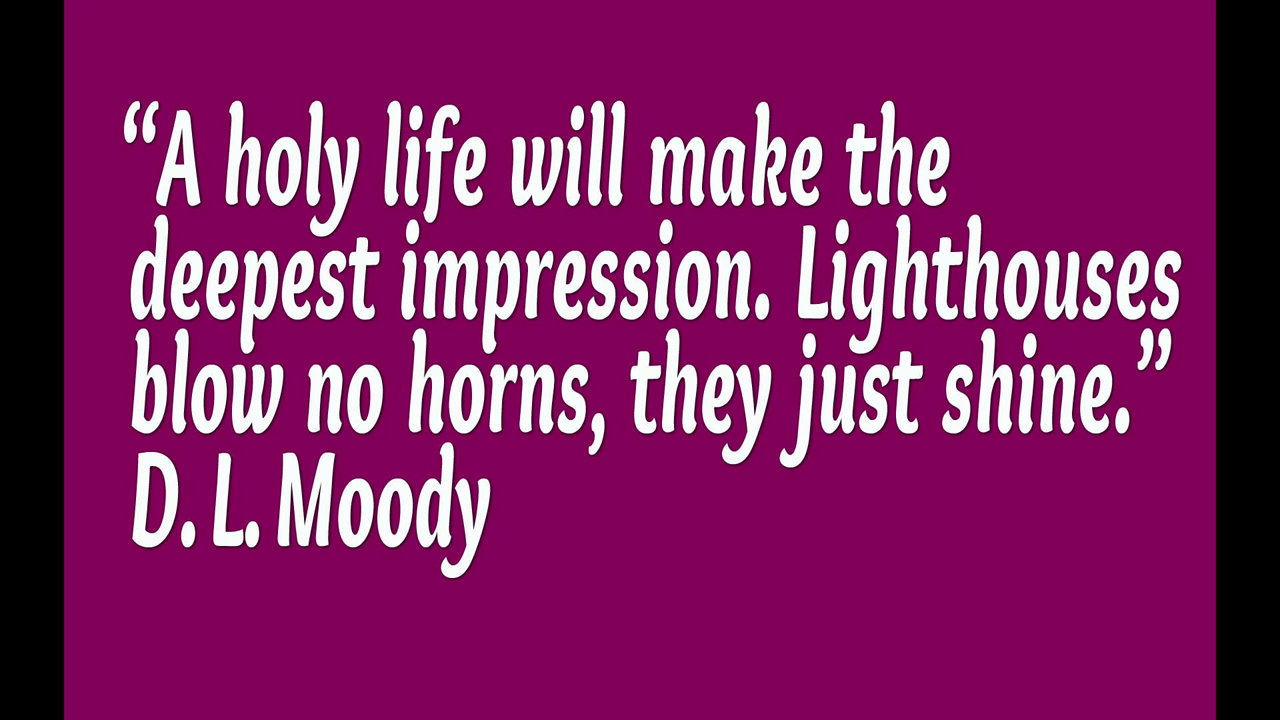 “A holy life will make the
deepest impression. Lighthouses
blow no horns, they just shine.”
D. L. Moody